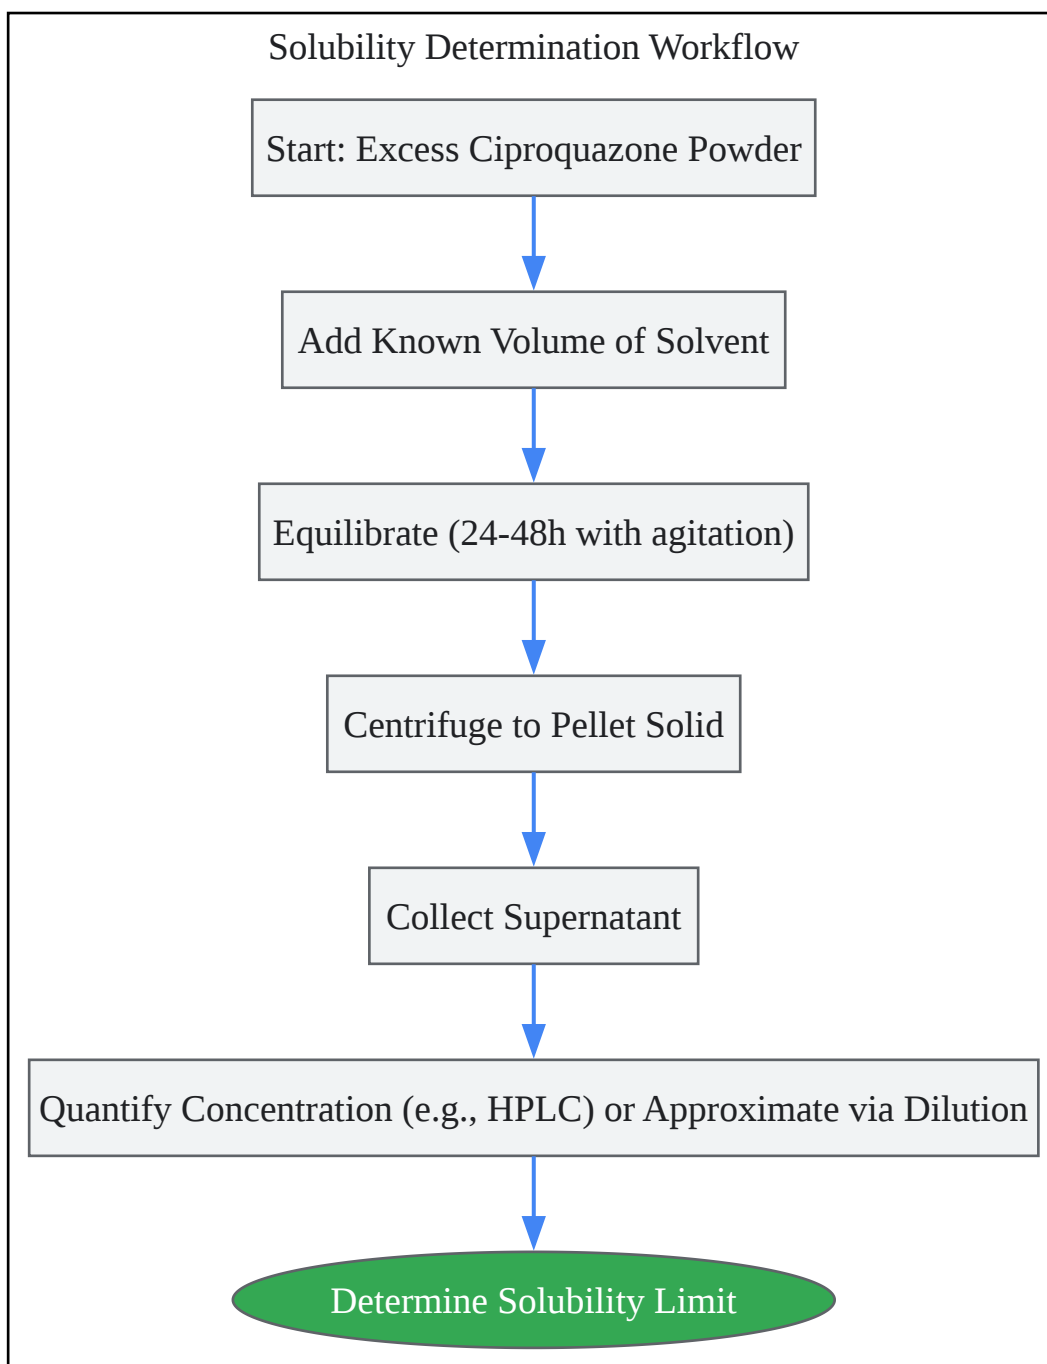 Solubility Determination Workflow
Start: Excess Ciproquazone Powder
Add Known Volume of Solvent
Equilibrate (24-48h with agitation)
Centrifuge to Pellet Solid
Collect Supernatant
Quantify Concentration (e.g., HPLC) or Approximate via Dilution
Determine Solubility Limit